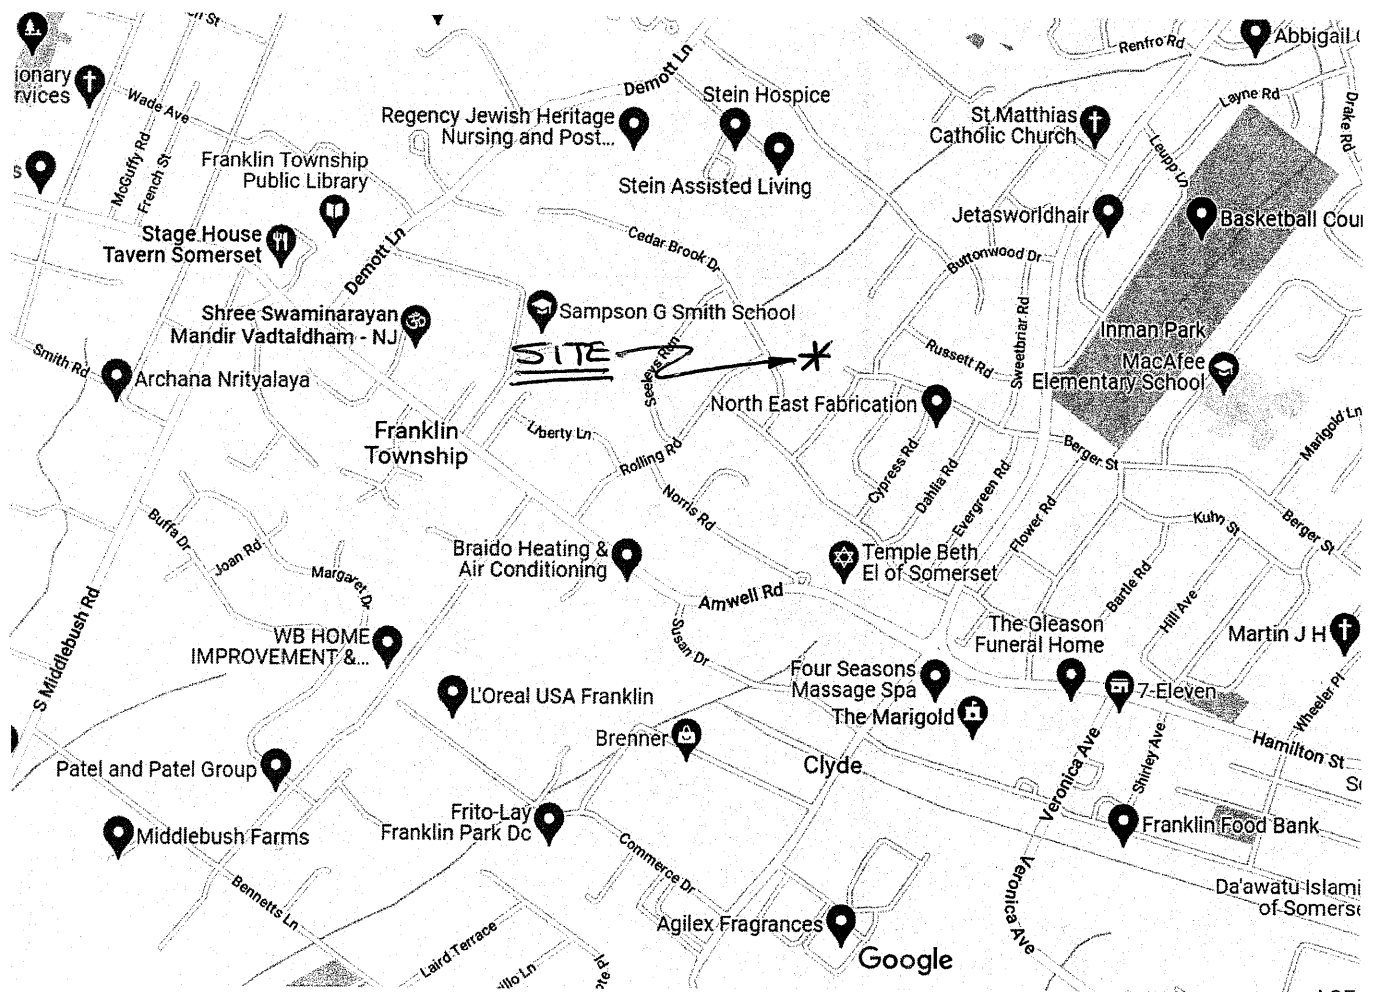 Renfro Rd
Abbigail
ionary
rvices
Demott Ln
Wade Ave
Layne Rd
Drake Rd
Stein Hospice
Regency Jewish Heritage
Nursing and Post...
St. Matthias
Catholic Church
McGuffy Rd
French St
Leupp Ln
Franklin Township
Public Library
Stein Assisted Living
s
Jetasworldhair
Basketball Cour
Stage House
Tavern Somerset
Demott Ln
Cedar Brook Dr
Buttonwood Dr
Shree Swaminarayan
Mandir Vadtaldham - NJ
Sampson G Smith School
Sweetbriar Rd
Inman Park
SITE
Seeleys Run
Russett Rd
MacAfee
Elementary School
Smith Rd
Archana Nrityalaya
North East Fabrication
Marigold Ln
Franklin
Township
Liberty Ln
Rolling Rd
Cypress Rd
Dahlia Rd
Evergreen Rd
Berger St
Norris Rd
Flower Rd
Kuhn St
Berger St
Buffa Dr
Joan Rd
Margaret Dr
Braido Heating &
Air Conditioning
Temple Beth
El of Somerset
Amwell Rd
Bartle Rd
Hill Ave
S Middlebush Rd
WB HOME
IMPROVEMENT &...
Susan Dr
The Gleason
Funeral Home
Martin J H
L'Oreal USA Franklin
Four Seasons
Massage Spa
7-Eleven
Wheeler Pl
The Marigold
Brenner
Clyde
Veronica Ave
Shirley Ave
Hamilton St
Patel and Patel Group
Middlebush Farms
Frito-Lay
Franklin Park Dc
Franklin Food Bank
Commerce Dr
Veronica Ave
Bennetts Ln
Da'awatu Islami
of Somerse
Agilex Fragrances
Laird Terrace
Google
illo Ln